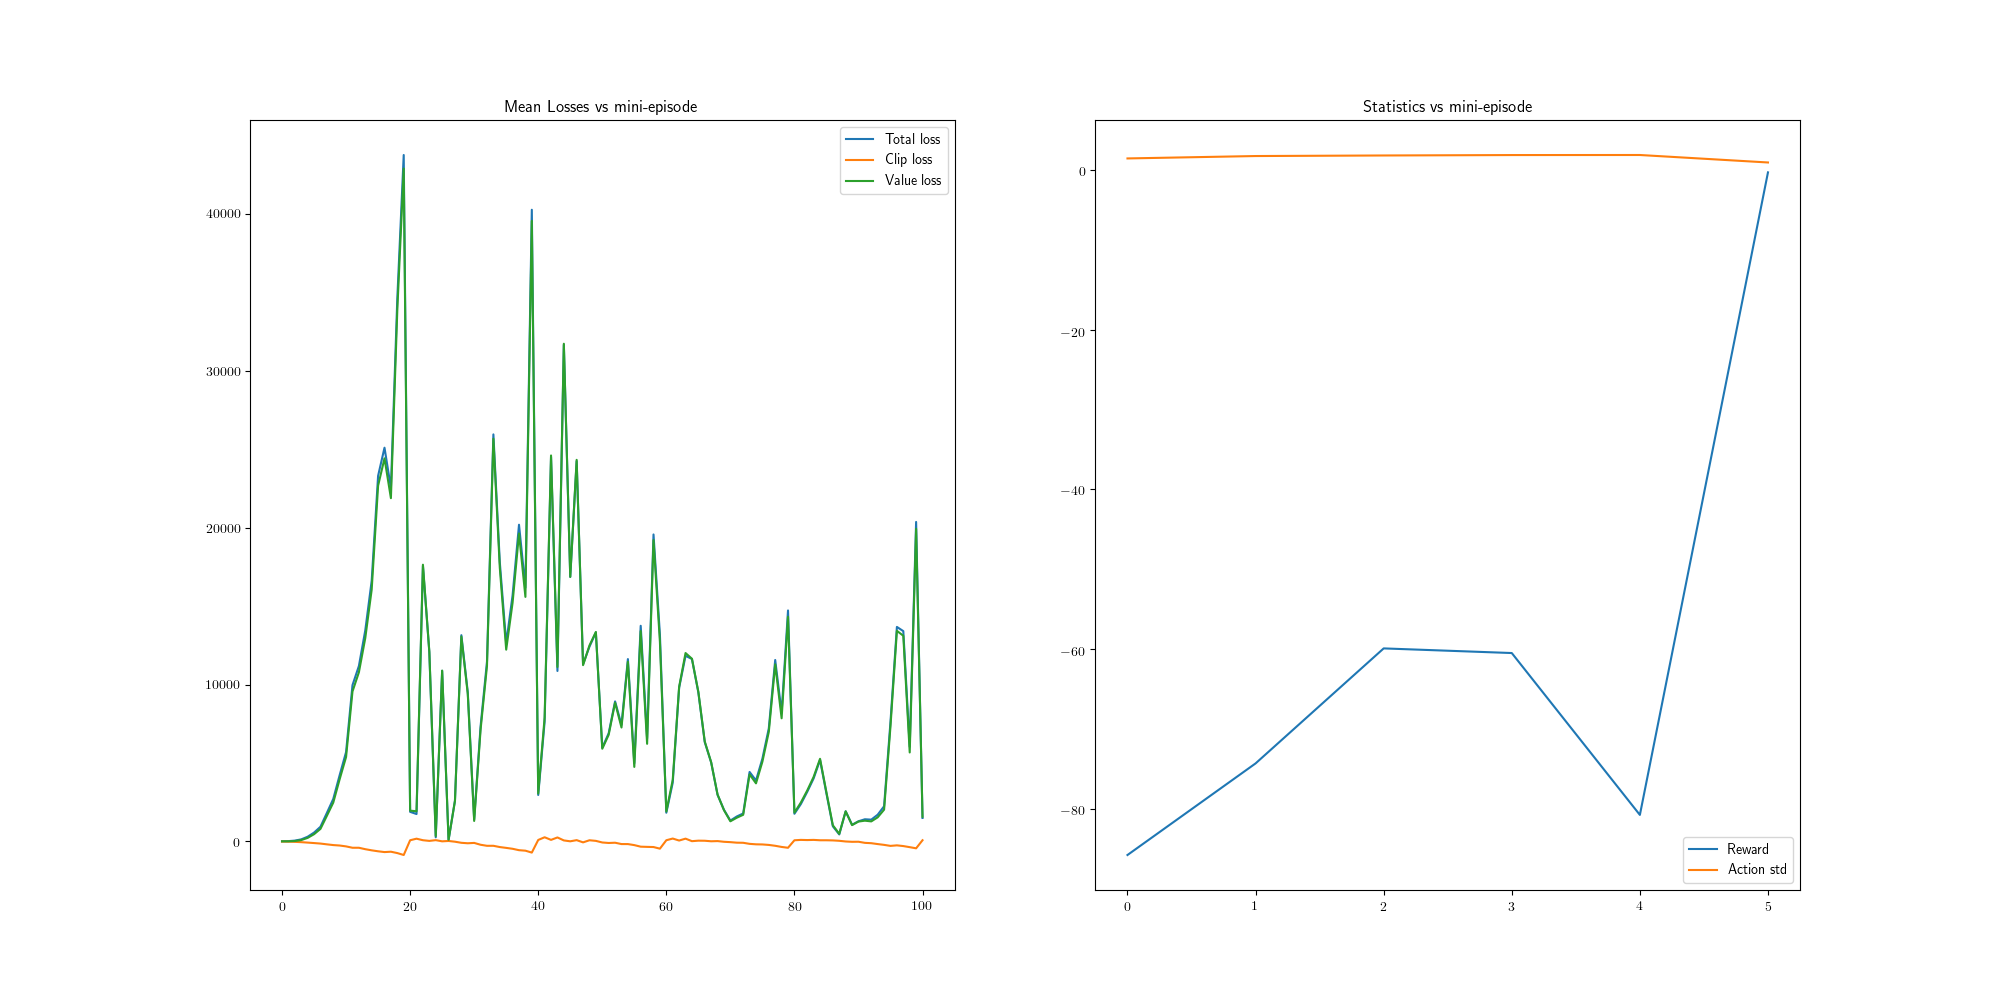 Mean Losses vs mini-episode
Total loss
Clip loss
Value loss
40000
30000
20000
10000
0
0 20 40 60 80 100
Statistics vs mini-episode
0
−20
−40
−60
−80
Reward
Action std
0 1 2 3 4 5